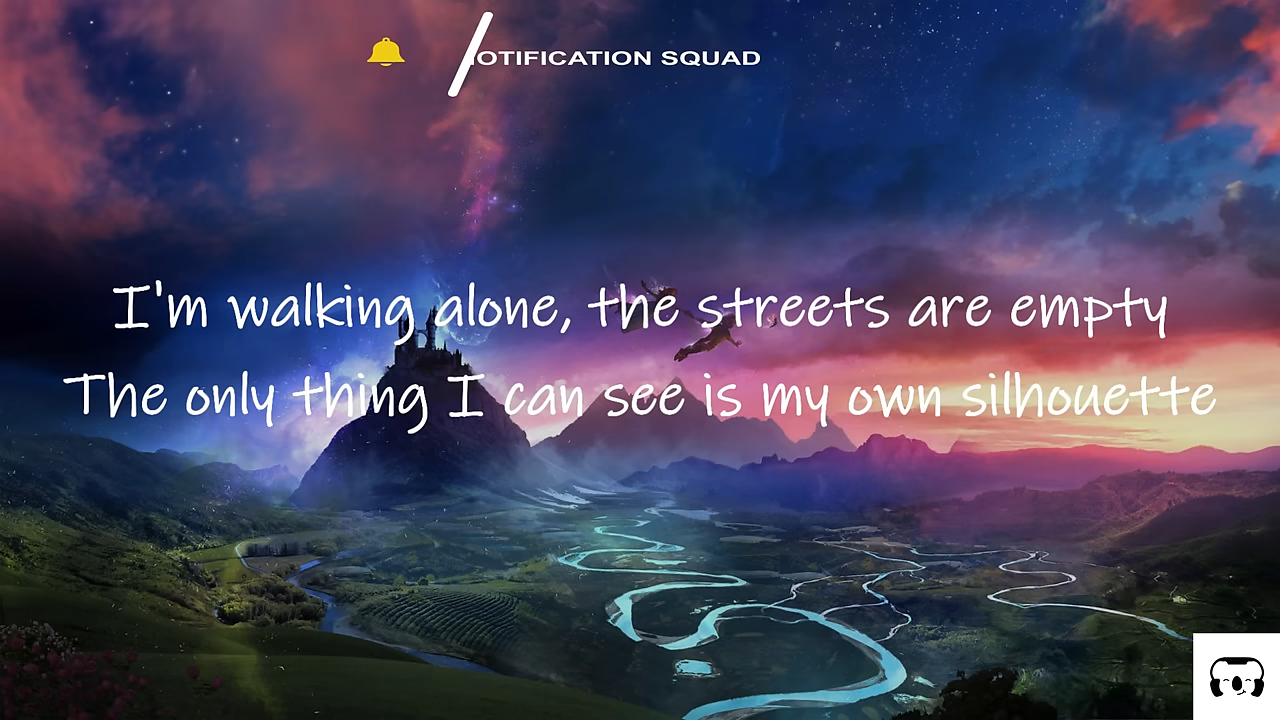 OTIFICATION SQUAD
I'm walking alone, the streets are empty
The only thing I can see is my own silhouette